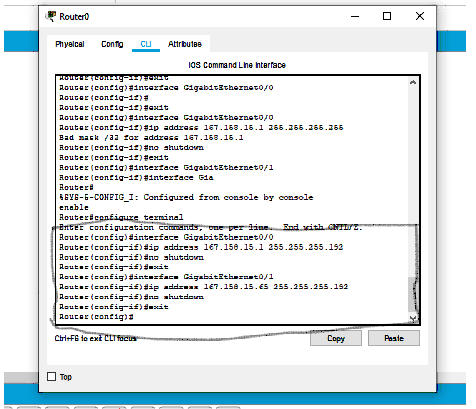 Router0
Physical Config CLI Attributes
IOS Command Line Interface
Router(config-if)#exit
Router(config)#interface GigabitEthernet0/0
Router(config-if)#
Router(config-if)#exit
Router(config)#interface GigabitEthernet0/0
Router(config-if)#ip address 167.158.15.1 255.255.255.255
Bad mask /32 for address 167.158.15.1
Router(config-if)#no shutdown
Router(config-if)#exit
Router(config)#interface GigabitEthernet0/1
Router(config-if)#interface Gia
Router#
%SYS-5-CONFIG_I: Configured from console by console
enable
Router#configure terminal
Enter configuration commands, one per line. End with CNTL/Z.
Router(config)#interface GigabitEthernet0/0
Router(config-if)#ip address 167.158.15.1 255.255.255.192
Router(config-if)#no shutdown
Router(config-if)#exit
Router(config)#interface GigabitEthernet0/1
Router(config-if)#ip address 167.158.15.65 255.255.255.192
Router(config-if)#no shutdown
Router(config-if)#exit
Router(config)#
Ctrl+F6 to exit CLI focus
Copy Paste
Top